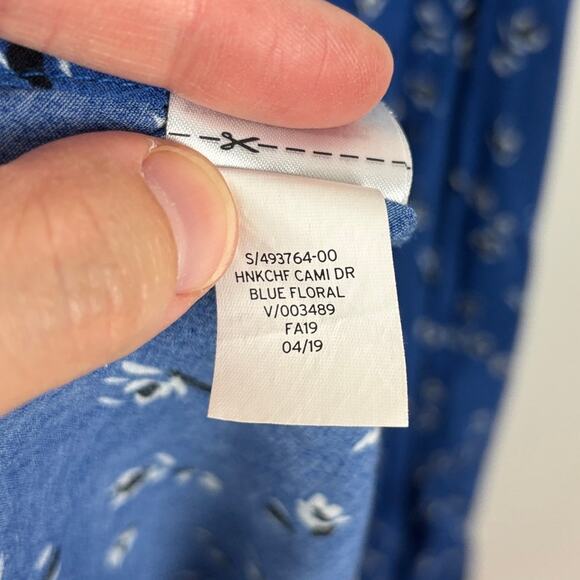 S/493764-00
HNKCHF CAMI DR
BLUE FLORAL
V/003489
FA19
04/19